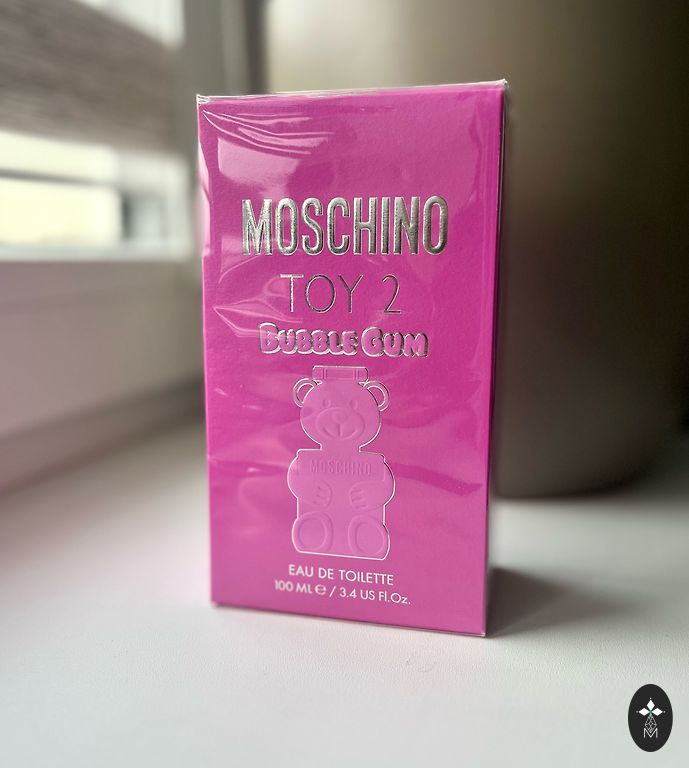 MOSCHINO
TOY 2
BUBBLE GUM
MOSCHINO
EAU DE TOILETTE
100 ML ℮ / 3.4 US Fl.Oz.
M